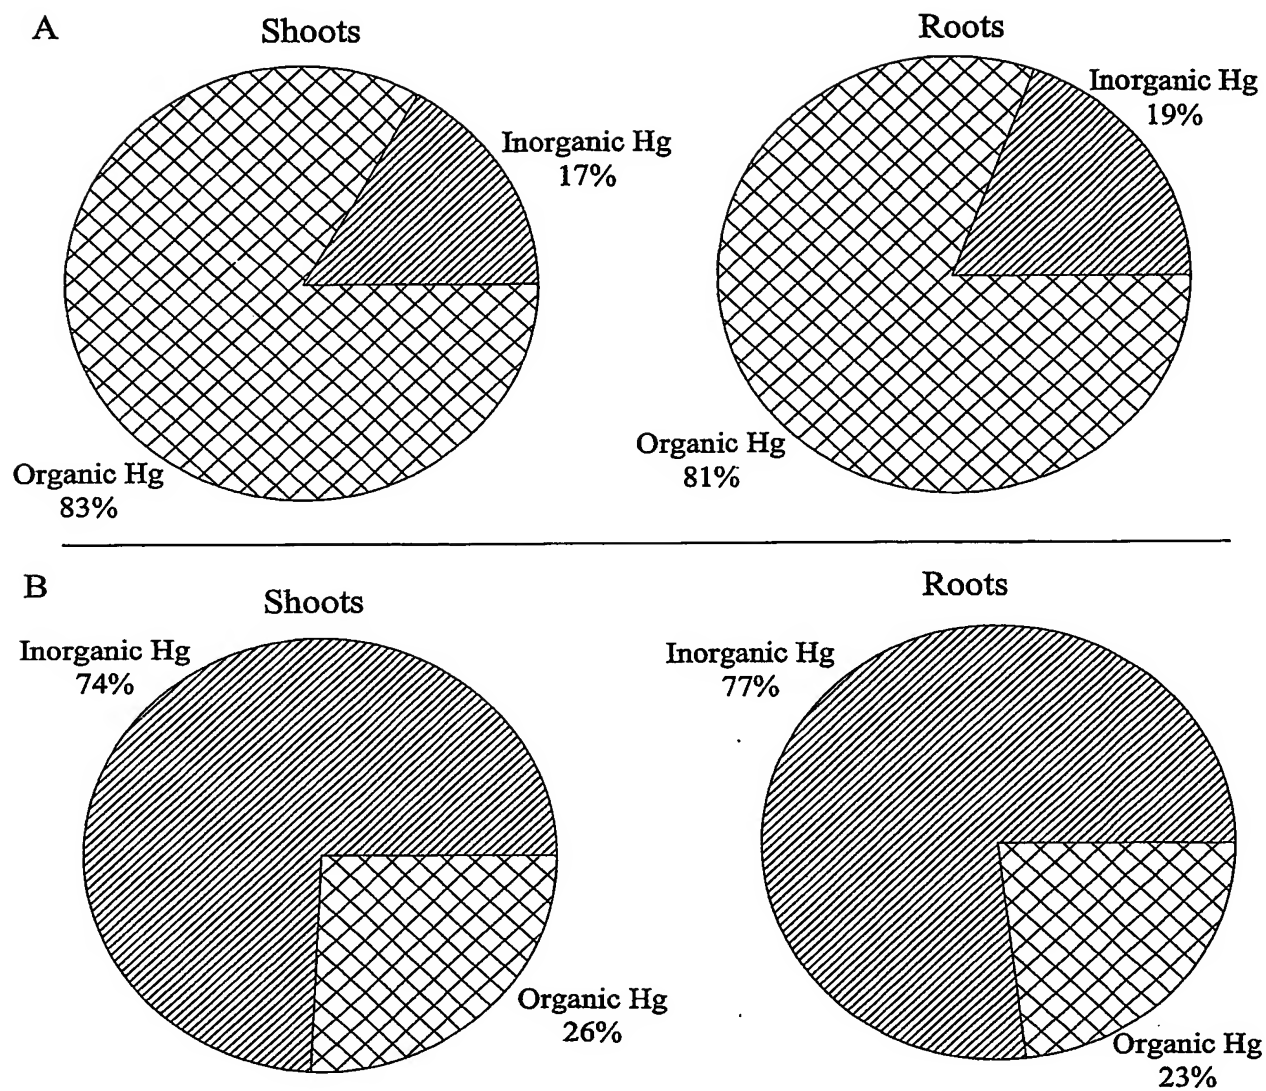 A
Shoots
Inorganic Hg
17%
Organic Hg
83%
Roots
Inorganic Hg
19%
Organic Hg
81%
B
Shoots
Inorganic Hg
74%
Organic Hg
26%
Roots
Inorganic Hg
77%
Organic Hg
23%